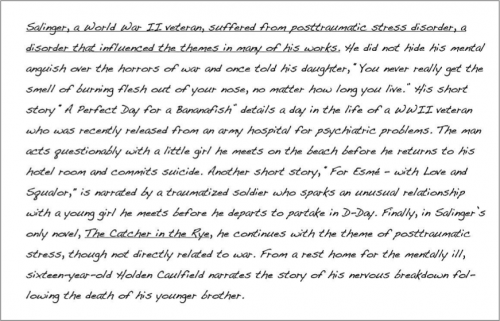 Salinger, a World War II veteran, suffered from posttraumatic stress disorder, a
disorder that influenced the themes in many of his works. He did not hide his mental
anguish over the horrors of war and once told his daughter, "You never really get the
smell of burning flesh out of your nose, no matter how long you live." His short
story "A Perfect Day for a Bananafish" details a day in the life of a WWII veteran
who was recently released from an army hospital for psychiatric problems. The man
acts questionably with a little girl he meets on the beach before he returns to his
hotel room and commits suicide. Another short story, "For Esmé - with Love and
Squalor," is narrated by a traumatized soldier who sparks an unusual relationship
with a young girl he meets before he departs to partake in D-Day. Finally, in Salinger's
only novel, The Catcher in the Rye, he continues with the theme of posttraumatic
stress, though not directly related to war. From a rest home for the mentally ill,
sixteen-year-old Holden Caulfield narrates the story of his nervous breakdown fol-
lowing the death of his younger brother.